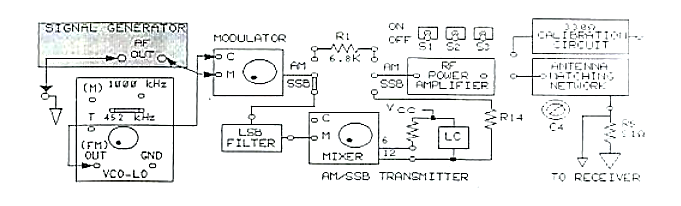 SIGNAL GENERATOR
AF
OUT
MODULATOR
C
M
R1
6.8K
AM
SSB
AM
SSB
ON
OFF
S1 S2 S3
RF
POWER
AMPLIFIER
330Ω
CALIBRATION
CIRCUIT
ANTENNA
MATCHING
NETWORK
C4
TO RECEIVER
R14
(M) 1000 kHz
T 452 kHz
(FM)
OUT
GND
VCO-LO
LSB
FILTER
C
M
MIXER
VCC
LC
6
12
AM/SSB TRANSMITTER